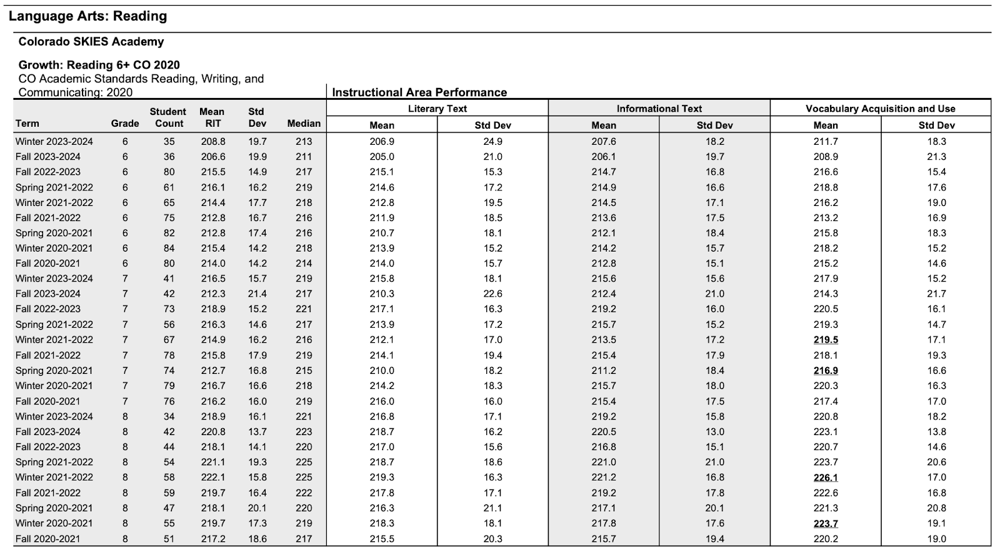 Language Arts: Reading
Colorado SKIES Academy
Growth: Reading 6+ CO 2020
CO Academic Standards Reading, Writing, and
Communicating: 2020
Instructional Area Performance
Literary Text Informational Text Vocabulary Acquisition and Use
Term Grade Student Count Mean RIT Std Dev Median Mean Std Dev Mean Std Dev Mean Std Dev
Winter 2023-2024 6 35 208.8 19.7 213 206.9 24.9 207.6 18.2 211.7 18.3
Fall 2023-2024 6 36 206.6 19.9 211 205.0 21.0 206.1 19.7 208.9 21.3
Fall 2022-2023 6 80 215.5 14.9 217 215.1 15.3 214.7 16.8 216.6 15.4
Spring 2021-2022 6 61 216.1 16.2 219 214.6 17.2 214.9 16.6 218.8 17.6
Winter 2021-2022 6 65 214.4 17.7 218 212.8 19.5 214.5 17.1 216.2 19.0
Fall 2021-2022 6 75 212.8 16.7 216 211.9 18.5 213.6 17.5 213.2 16.9
Spring 2020-2021 6 82 212.8 17.4 216 210.7 18.1 212.1 18.4 215.8 18.3
Winter 2020-2021 6 84 215.4 14.2 218 213.9 15.2 214.2 15.7 218.2 15.2
Fall 2020-2021 6 80 214.0 14.2 214 214.0 15.7 212.8 15.1 215.2 14.6
Winter 2023-2024 7 41 216.5 15.7 219 215.8 18.1 215.6 15.6 217.9 15.2
Fall 2023-2024 7 42 212.3 21.4 217 210.3 22.6 212.4 21.0 214.3 21.7
Fall 2022-2023 7 73 218.9 15.2 221 217.1 16.3 219.2 16.0 220.5 16.1
Spring 2021-2022 7 56 216.3 14.6 217 213.9 17.2 215.7 15.2 219.3 14.7
Winter 2021-2022 7 67 214.9 16.2 216 212.1 17.0 213.5 17.2 219.5 17.1
Fall 2021-2022 7 78 215.8 17.9 219 214.1 19.4 215.4 17.9 218.1 19.3
Spring 2020-2021 7 74 212.7 16.8 215 210.0 18.2 211.2 18.4 216.9 16.6
Winter 2020-2021 7 79 216.7 16.6 218 214.2 18.3 215.7 18.0 220.3 16.3
Fall 2020-2021 7 76 216.2 16.0 219 216.0 16.0 215.4 17.5 217.4 17.0
Winter 2023-2024 8 34 218.9 16.1 221 216.8 17.1 219.2 15.8 220.8 18.2
Fall 2023-2024 8 42 220.8 13.7 223 218.7 16.2 220.5 13.0 223.1 13.8
Fall 2022-2023 8 44 218.1 14.1 220 217.0 15.6 216.8 15.1 220.7 14.6
Spring 2021-2022 8 54 221.1 19.3 225 218.7 18.6 221.0 21.0 223.7 20.6
Winter 2021-2022 8 58 222.1 15.8 225 219.3 16.3 221.2 16.8 226.1 17.0
Fall 2021-2022 8 59 219.7 16.4 222 217.8 17.1 219.2 17.8 222.6 16.8
Spring 2020-2021 8 47 218.1 20.1 220 216.3 21.1 217.1 20.1 221.3 20.8
Winter 2020-2021 8 55 219.7 17.3 219 218.3 18.1 217.8 17.6 223.7 19.1
Fall 2020-2021 8 51 217.2 18.6 217 215.5 20.3 215.7 19.4 220.2 19.0